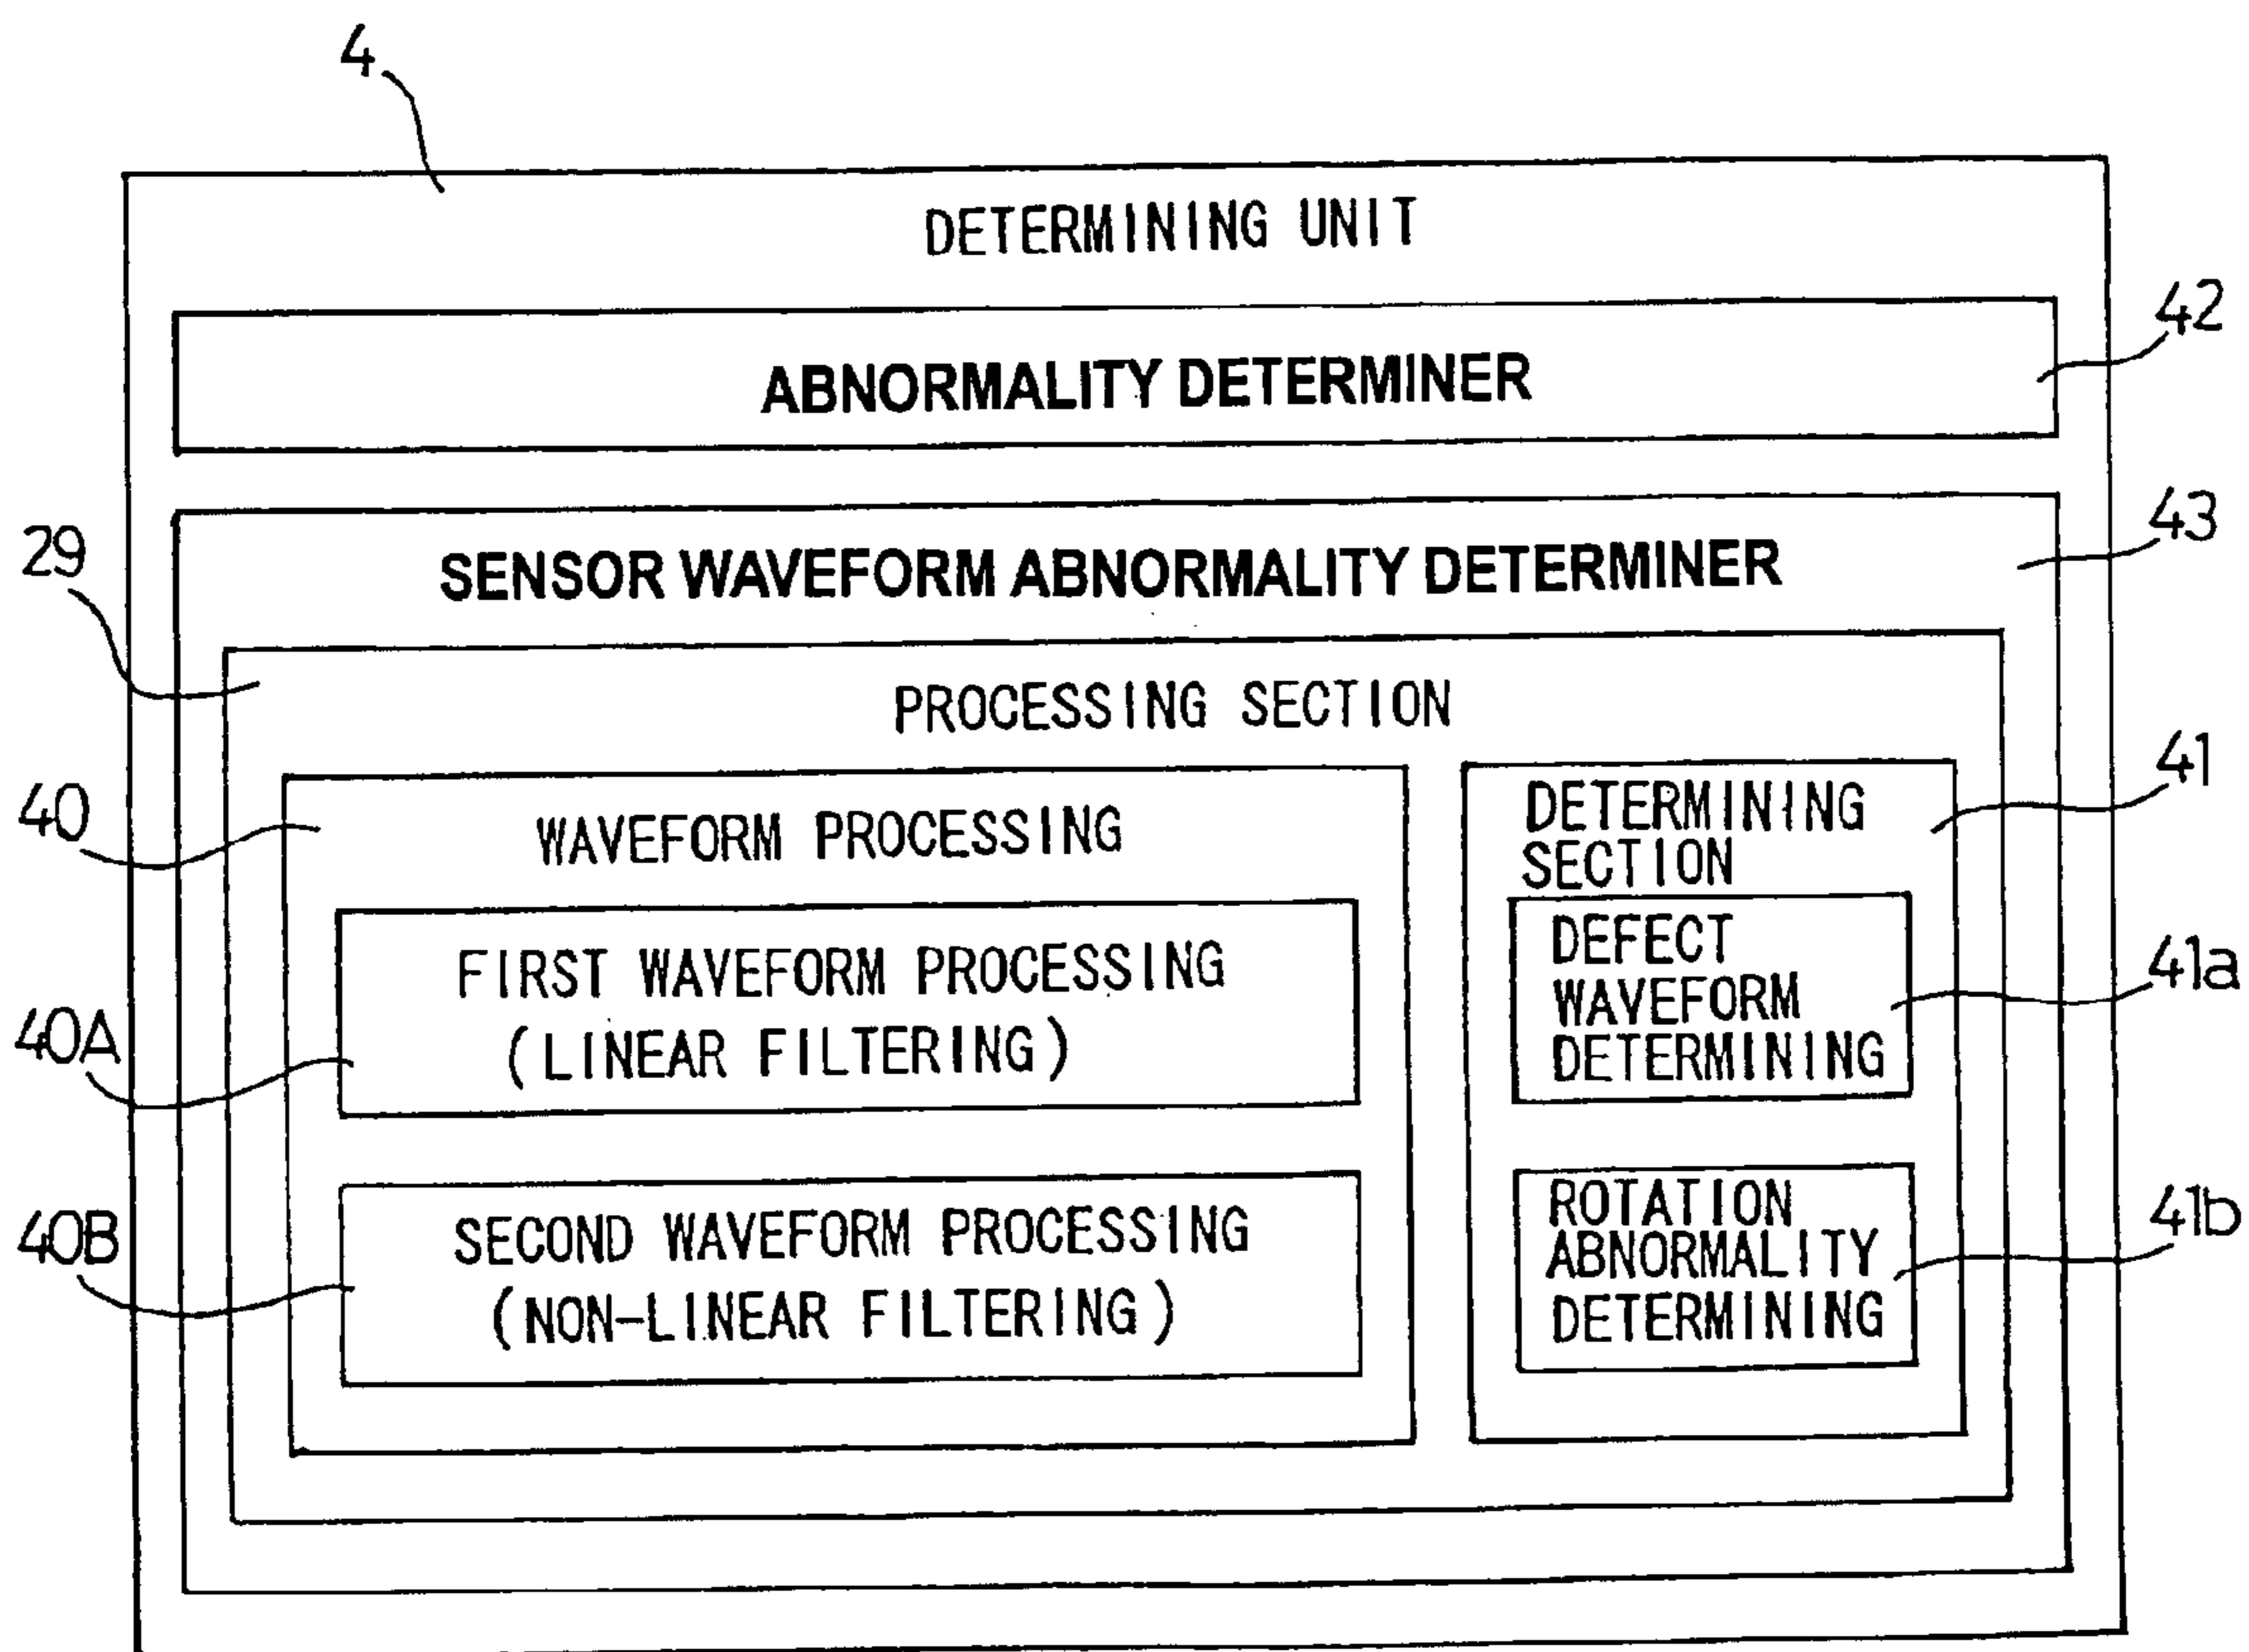 4
DETERMINING UNIT
42
ABNORMALITY DETERMINER
43
29
SENSOR WAVEFORM ABNORMALITY DETERMINER
PROCESSING SECTION
41
40
WAVEFORM PROCESSING
DETERMINING
SECTION
FIRST WAVEFORM PROCESSING
(LINEAR FILTERING)
40A
DEFECT
WAVEFORM
DETERMINING
41a
SECOND WAVEFORM PROCESSING
(NON-LINEAR FILTERING)
40B
ROTATION
ABNORMALITY
DETERMINING
41b